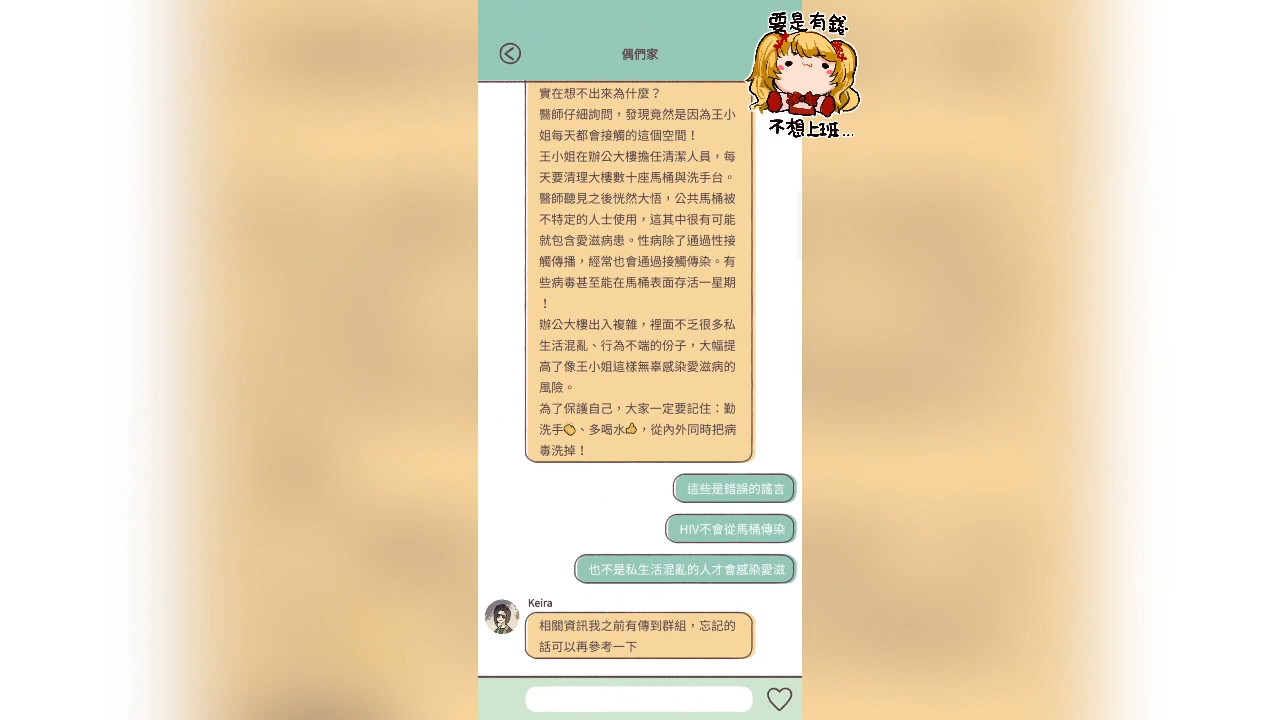 要是有錢
偶們家
不想上班...
實在想不出來為什麼？
醫師仔細詢問，發現竟然是因為王小
姐每天都會接觸的這個空間！
王小姐在辦公大樓擔任清潔人員，每
天要清理大樓數十座馬桶與洗手台。
醫師聽見之後恍然大悟，公共馬桶被
不特定的人士使用，這其中很有可能
就包含愛滋病患。性病除了通過性接
觸傳播，經常也會通過接觸傳染。有
些病毒甚至能在馬桶表面存活一星期
！
辦公大樓出入複雜，裡面不乏很多私
生活混亂、行為不端的份子，大幅提
高了像王小姐這樣無辜感染愛滋病的
風險。
為了保護自己，大家一定要記住：勤
洗手👏、多喝水👍，從內外同時把病
毒洗掉！
這些是錯誤的謠言
HIV不會從馬桶傳染
也不是私生活混亂的人才會感染愛滋
Keira
相關資訊我之前有傳到群組，忘記的
話可以再參考一下